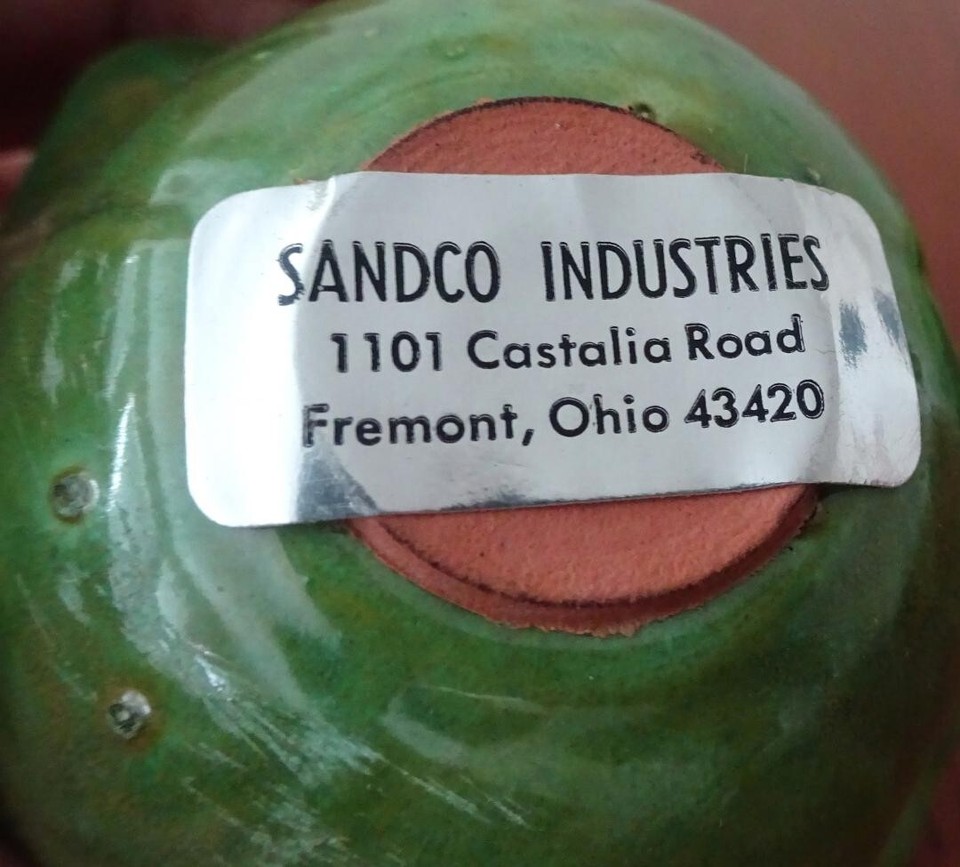 SANDCO INDUSTRIES
1101 Castalia Road
Fremont, Ohio 43420